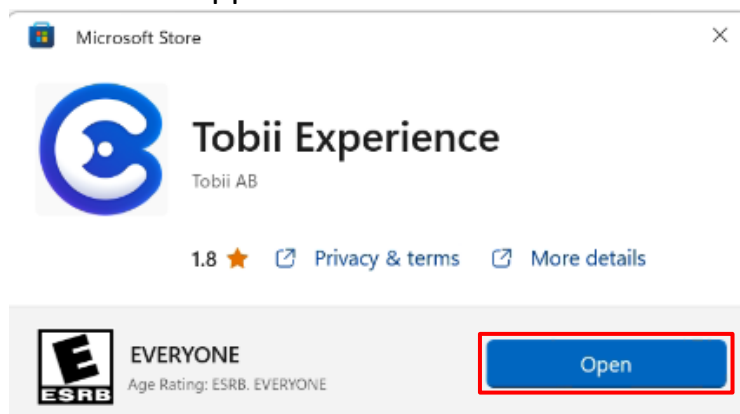 Microsoft Store
Tobii Experience
Tobii AB
1.8 Privacy & terms More details
E
EVERYONE
ESRB
Age Rating: ESRB. EVERYONE
Open